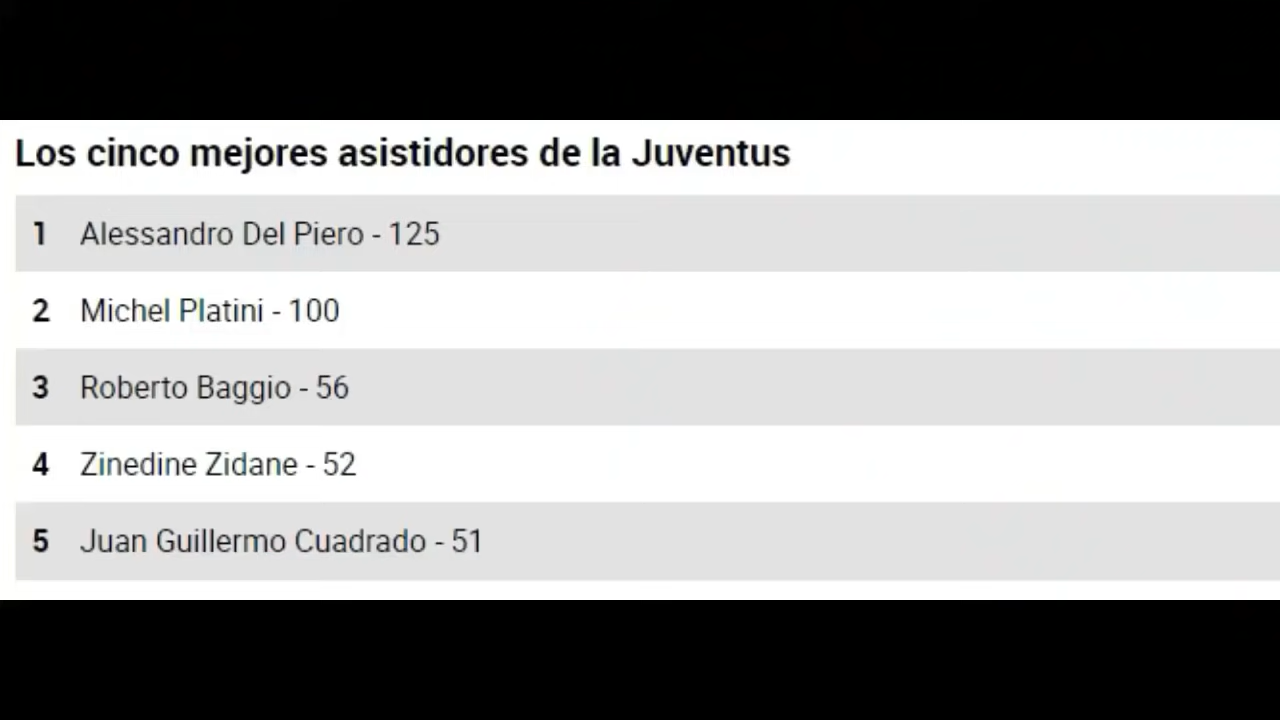 Los cinco mejores asistidores de la Juventus
1 Alessandro Del Piero - 125
2 Michel Platini - 100
3 Roberto Baggio - 56
4 Zinedine Zidane - 52
5 Juan Guillermo Cuadrado - 51